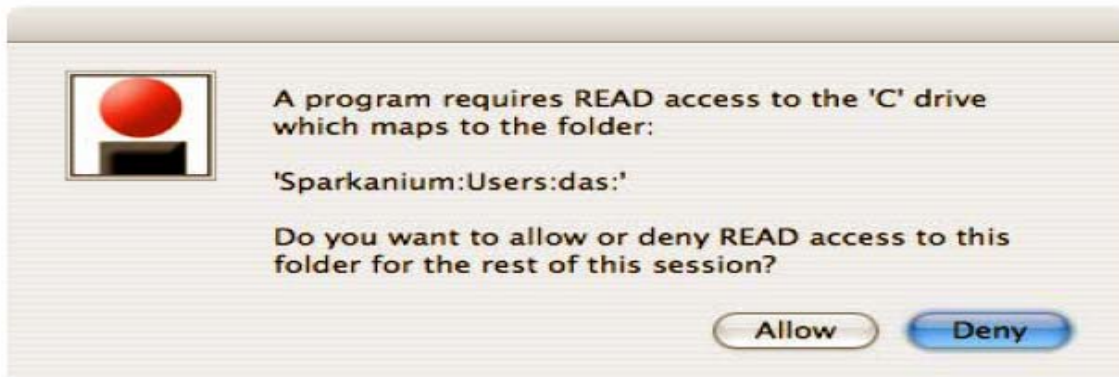 A program requires READ access to the 'C' drive
which maps to the folder:
'Sparkanium:Users:das:'
Do you want to allow or deny READ access to this
folder for the rest of this session?
Allow
Deny